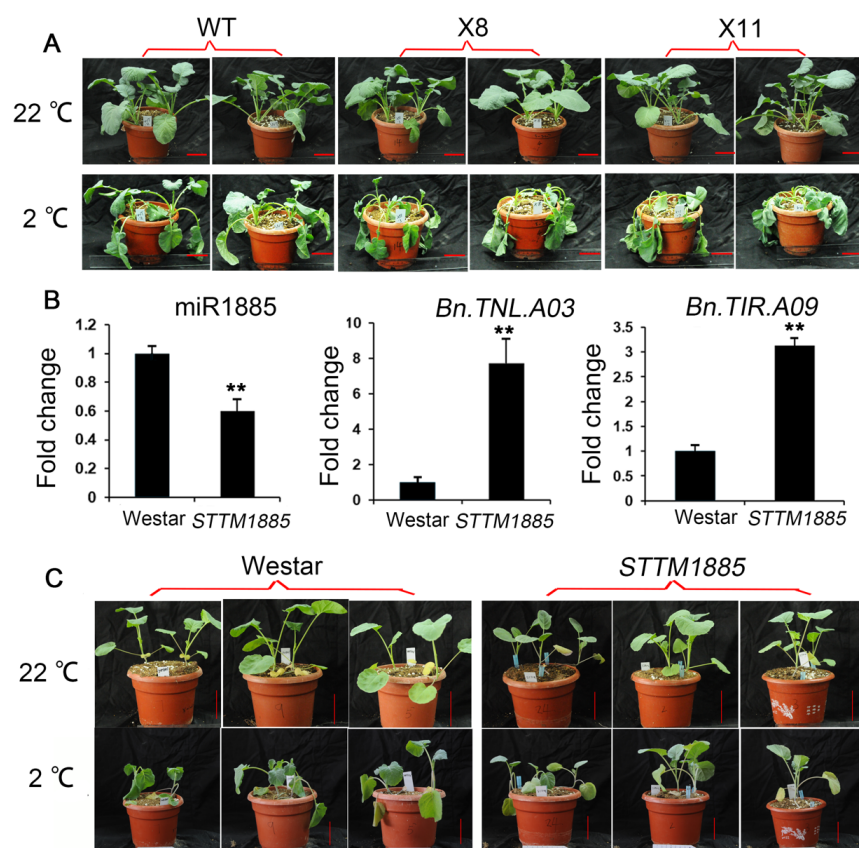 A
WT
X8
X11
22 ℃
2 ℃
B
miR1885
Bn.TNL.A03
Bn.TIR.A09
Fold change
1.2
1
0.8
0.6
0.4
0.2
0
**
Westar
STTM1885
Fold change
10
8
6
4
2
0
**
Westar
STTM1885
Fold change
3.5
3
2.5
2
1.5
1
0.5
0
**
Westar
STTM1885
C
Westar
STTM1885
22 ℃
2 ℃